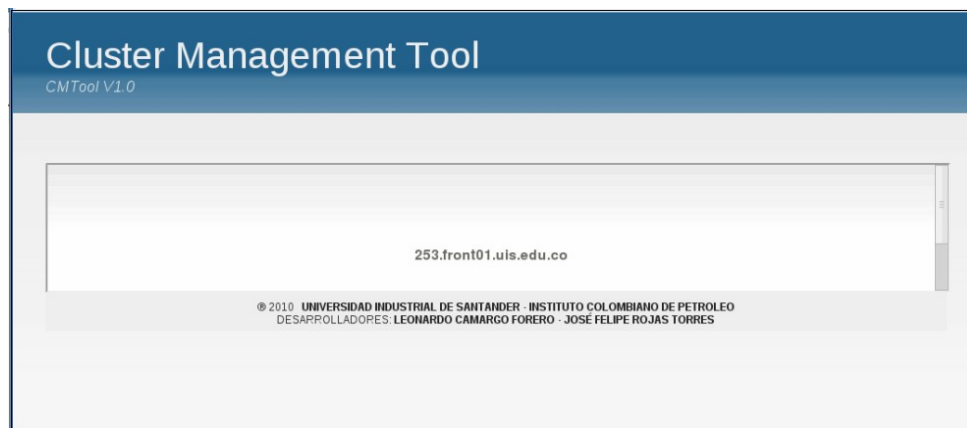 Cluster Management Tool
CMTool V1.0
253.front01.uis.edu.co
® 2010 UNIVERSIDAD INDUSTRIAL DE SANTANDER - INSTITUTO COLOMBIANO DE PETROLEO
DESARROLLADORES: LEONARDO CAMARGO FORERO - JOSÉ FELIPE ROJAS TORRES